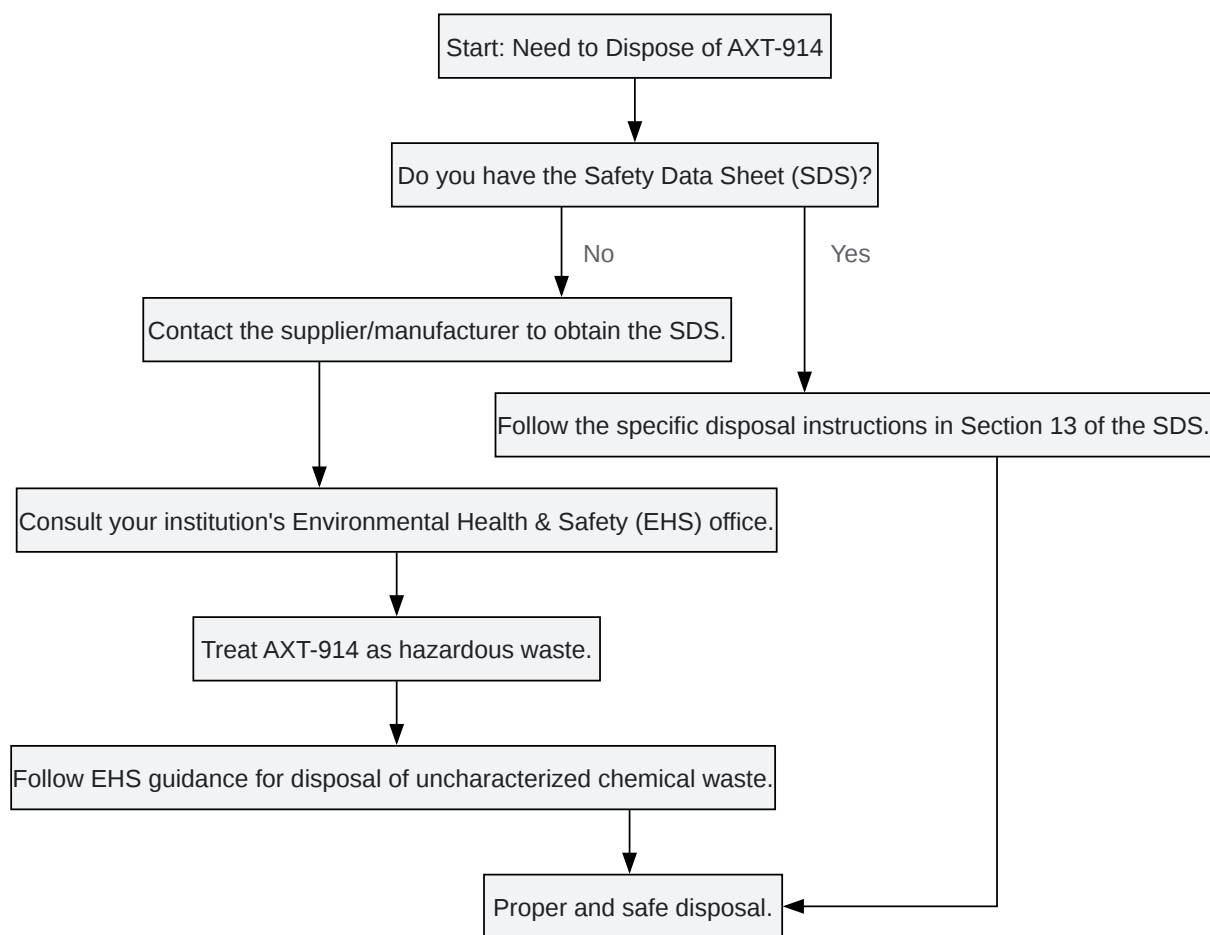 Start: Need to Dispose of AXT-914
Do you have the Safety Data Sheet (SDS)?
No
Yes
Contact the supplier/manufacturer to obtain the SDS.
Follow the specific disposal instructions in Section 13 of the SDS.
Consult your institution's Environmental Health & Safety (EHS) office.
Treat AXT-914 as hazardous waste.
Follow EHS guidance for disposal of uncharacterized chemical waste.
Proper and safe disposal.